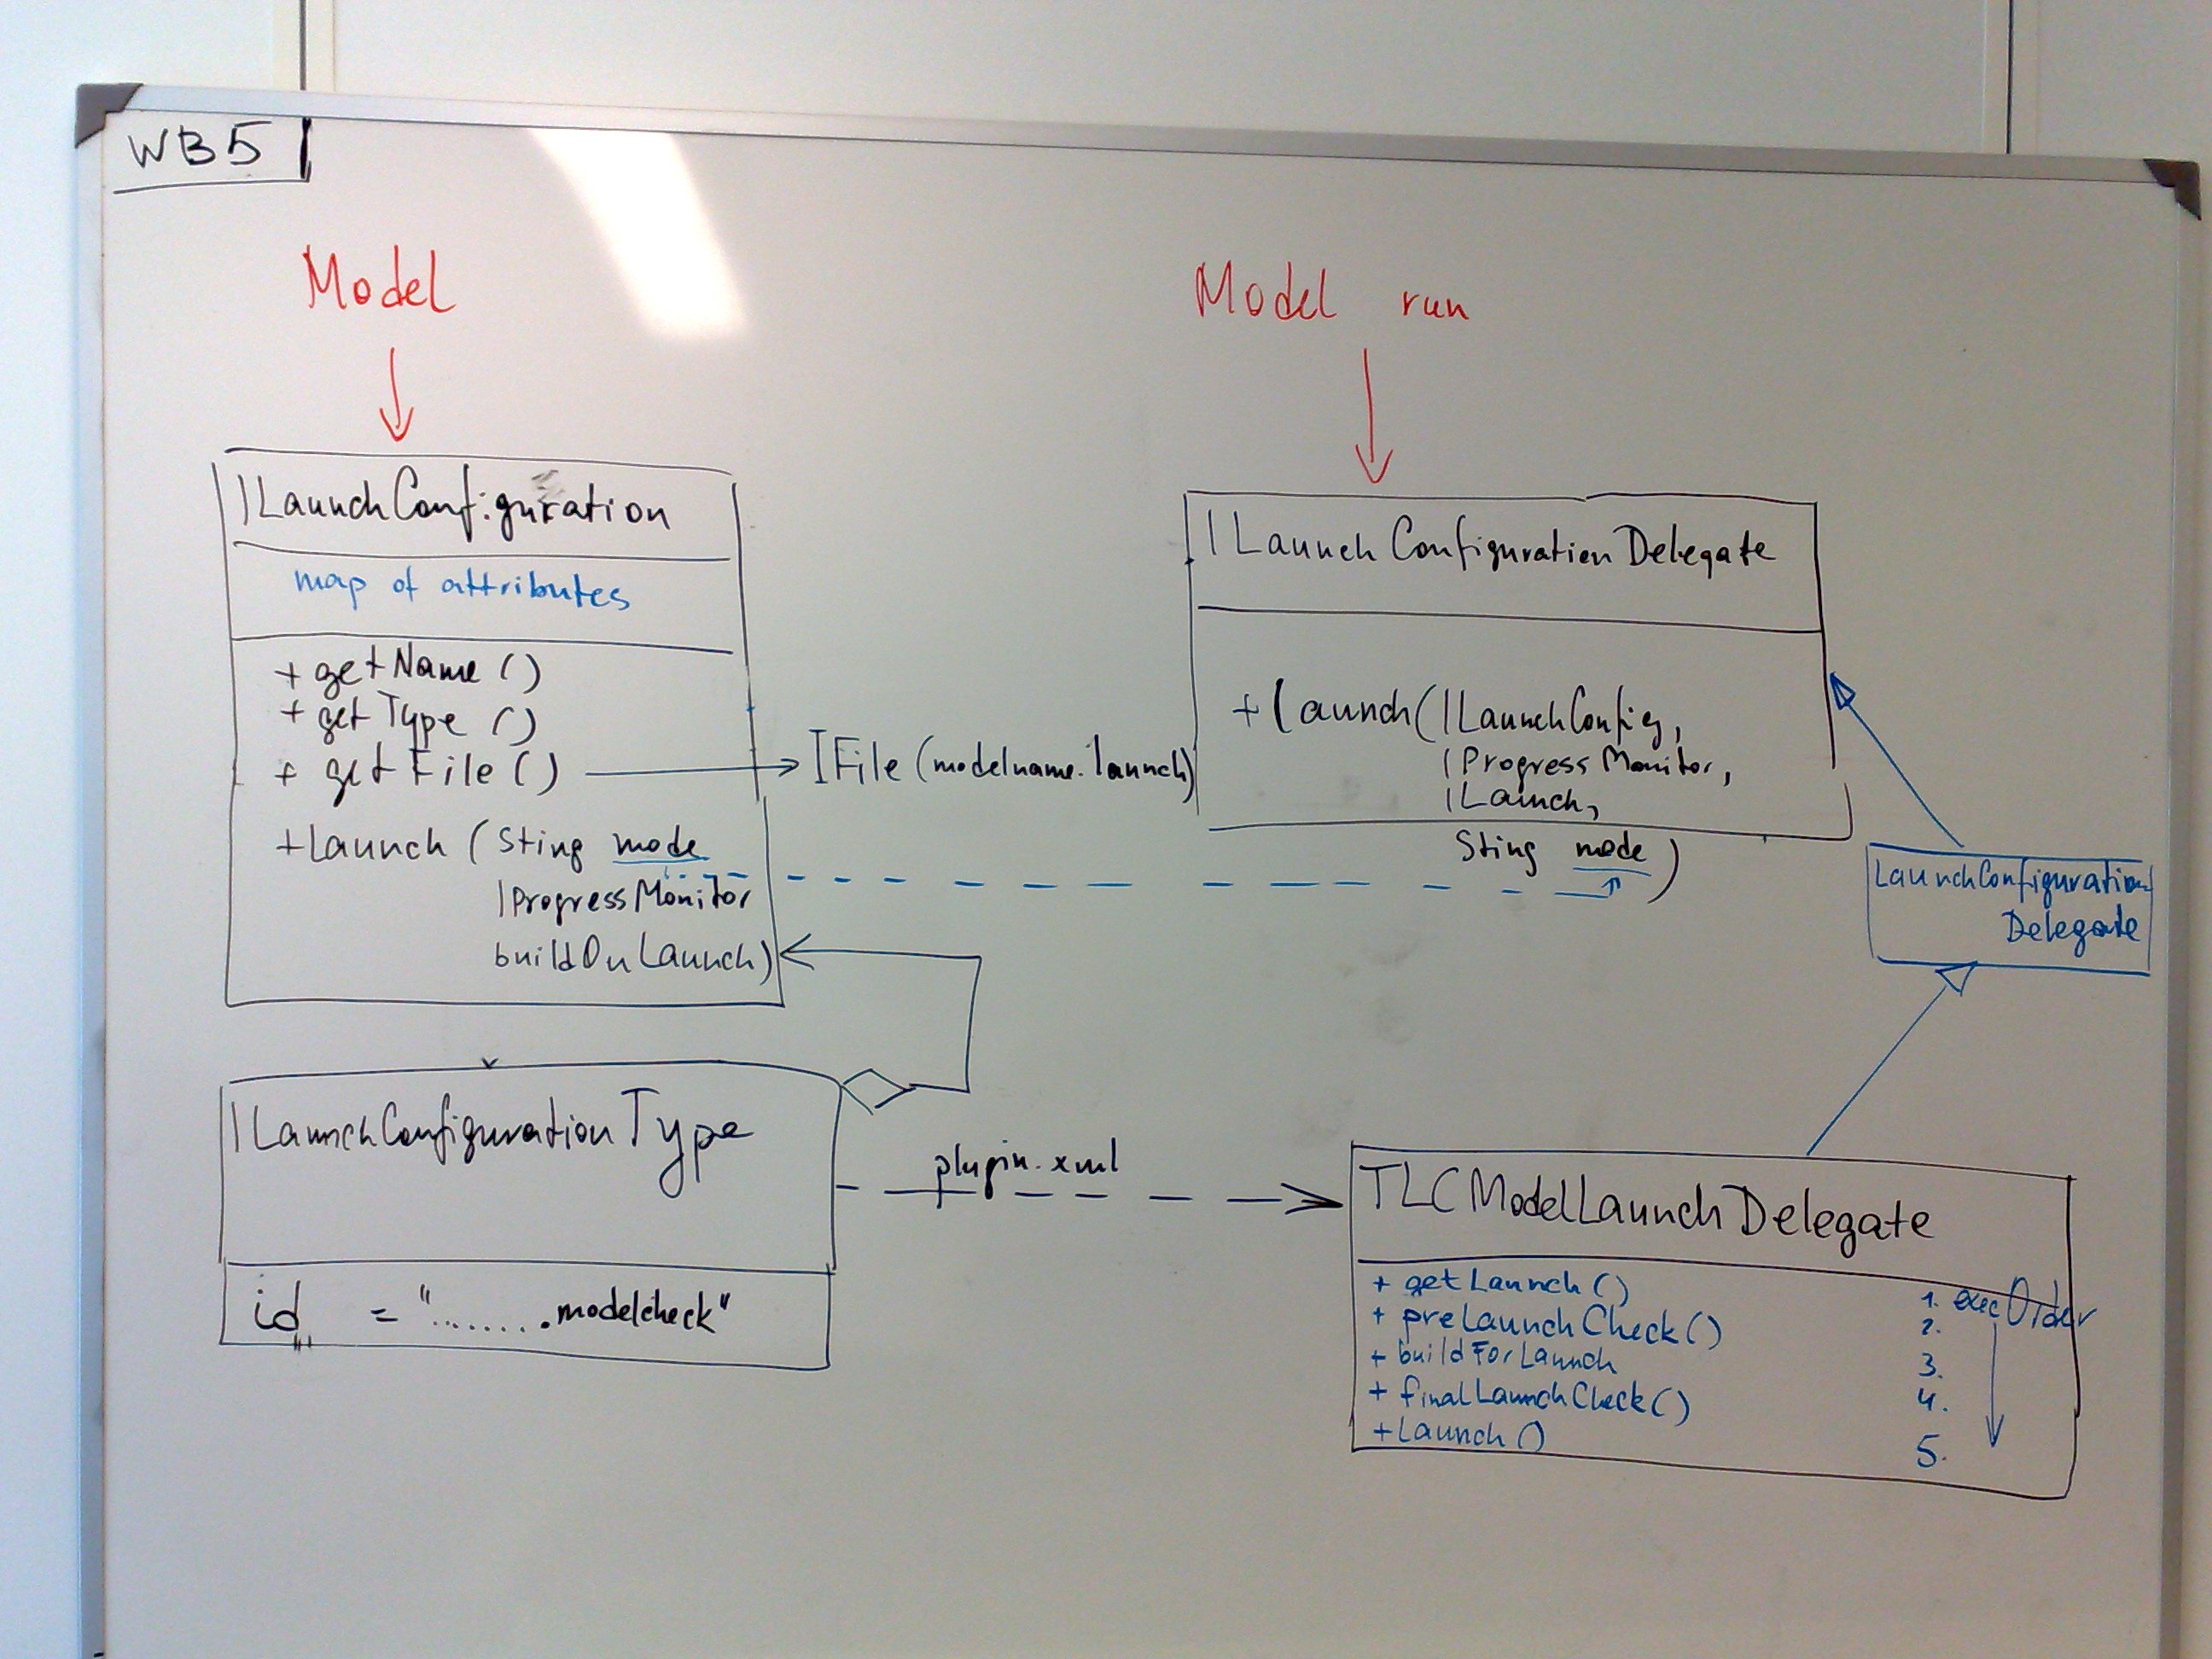 WB5
Model
ILaunchConfiguration
map of attributes
+ getName ()
+ getType ()
+ getFile ()
IFile (modelname.launch)
+Launch ( Sting mode
IProgressMonitor
buildOnLaunch)
Model run
ILaunchConfigurationDelegate
+launch(ILaunchConfig,
IProgressMonitor,
ILaunch,
Sting mode )
LaunchConfiguration
Delegate
ILaunchConfigurationType
id = "........modelcheck"
plugin.xml
TLCModelLaunchDelegate
+ getLaunch () 1. execOrder
+ preLaunchCheck() 2.
+ buildForLaunch 3.
+ finalLaunchCheck() 4.
+Launch () 5.